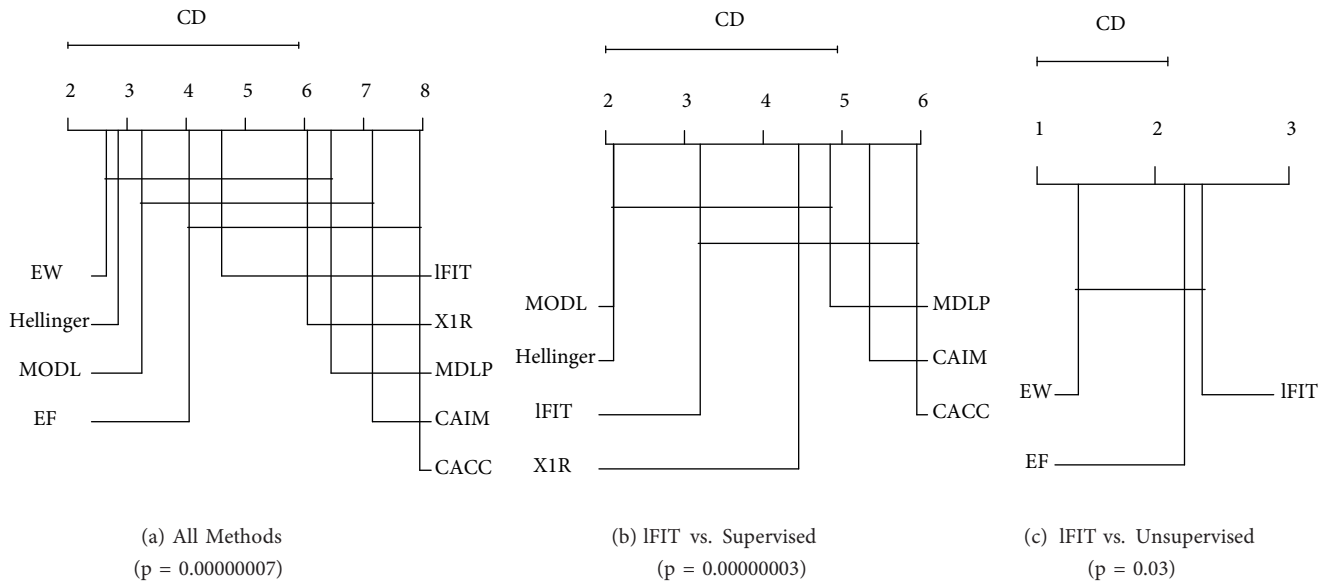 CD
2 3 4 5 6 7 8
EW
Hellinger
MODL
EF
lFIT
X1R
MDLP
CAIM
CACC
(a) All Methods
(p = 0.00000007)
CD
2 3 4 5 6
MODL
Hellinger
lFIT
X1R
MDLP
CAIM
CACC
(b) lFIT vs. Supervised
(p = 0.00000003)
CD
1 2 3
EW
EF
lFIT
(c) lFIT vs. Unsupervised
(p = 0.03)